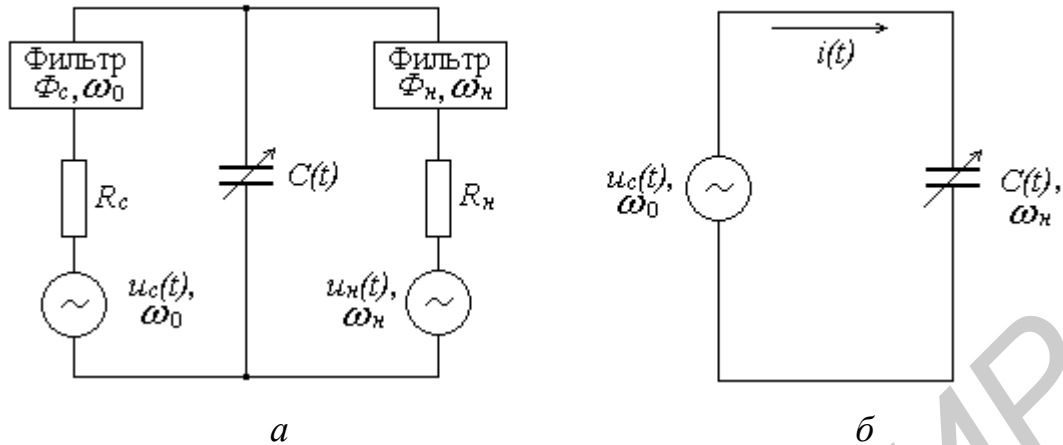 Фильтр
Фс, ω0
Фильтр
Фн, ωн
Rс
C(t)
Rн
uс(t),
ω0
uн(t),
ωн
а
i(t)
uс(t),
ω0
C(t),
ωн
б